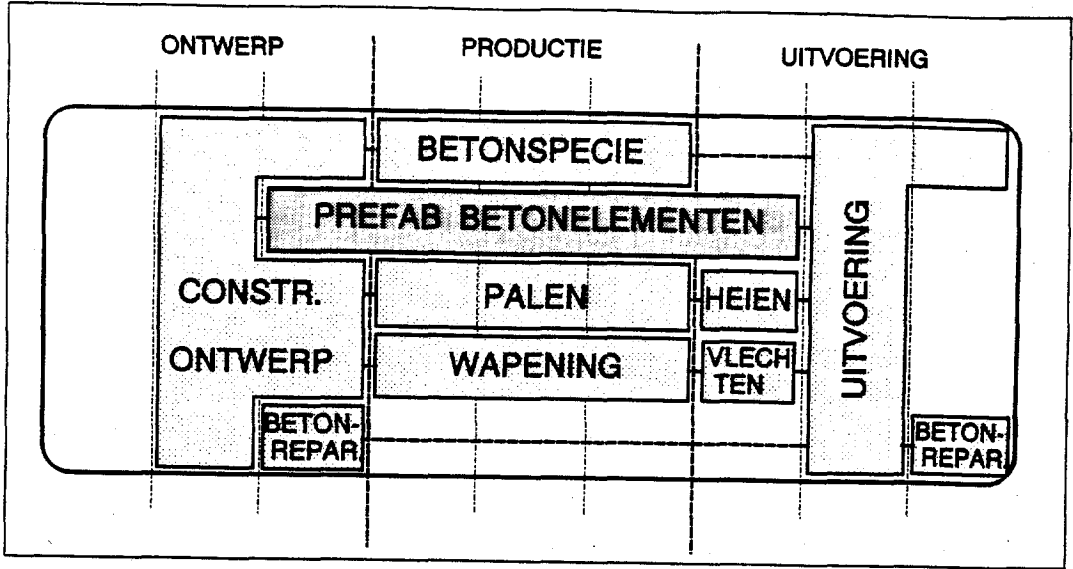 ONTWERP
PRODUCTIE
UITVOERING
BETONSPECIE
PREFAB BETONELEMENTEN
CONSTR.
ONTWERP
PALEN
HEIEN
WAPENING
VLECH
TEN
UITVOERING
BETON-
REPAR.
BETON-
REPAR.